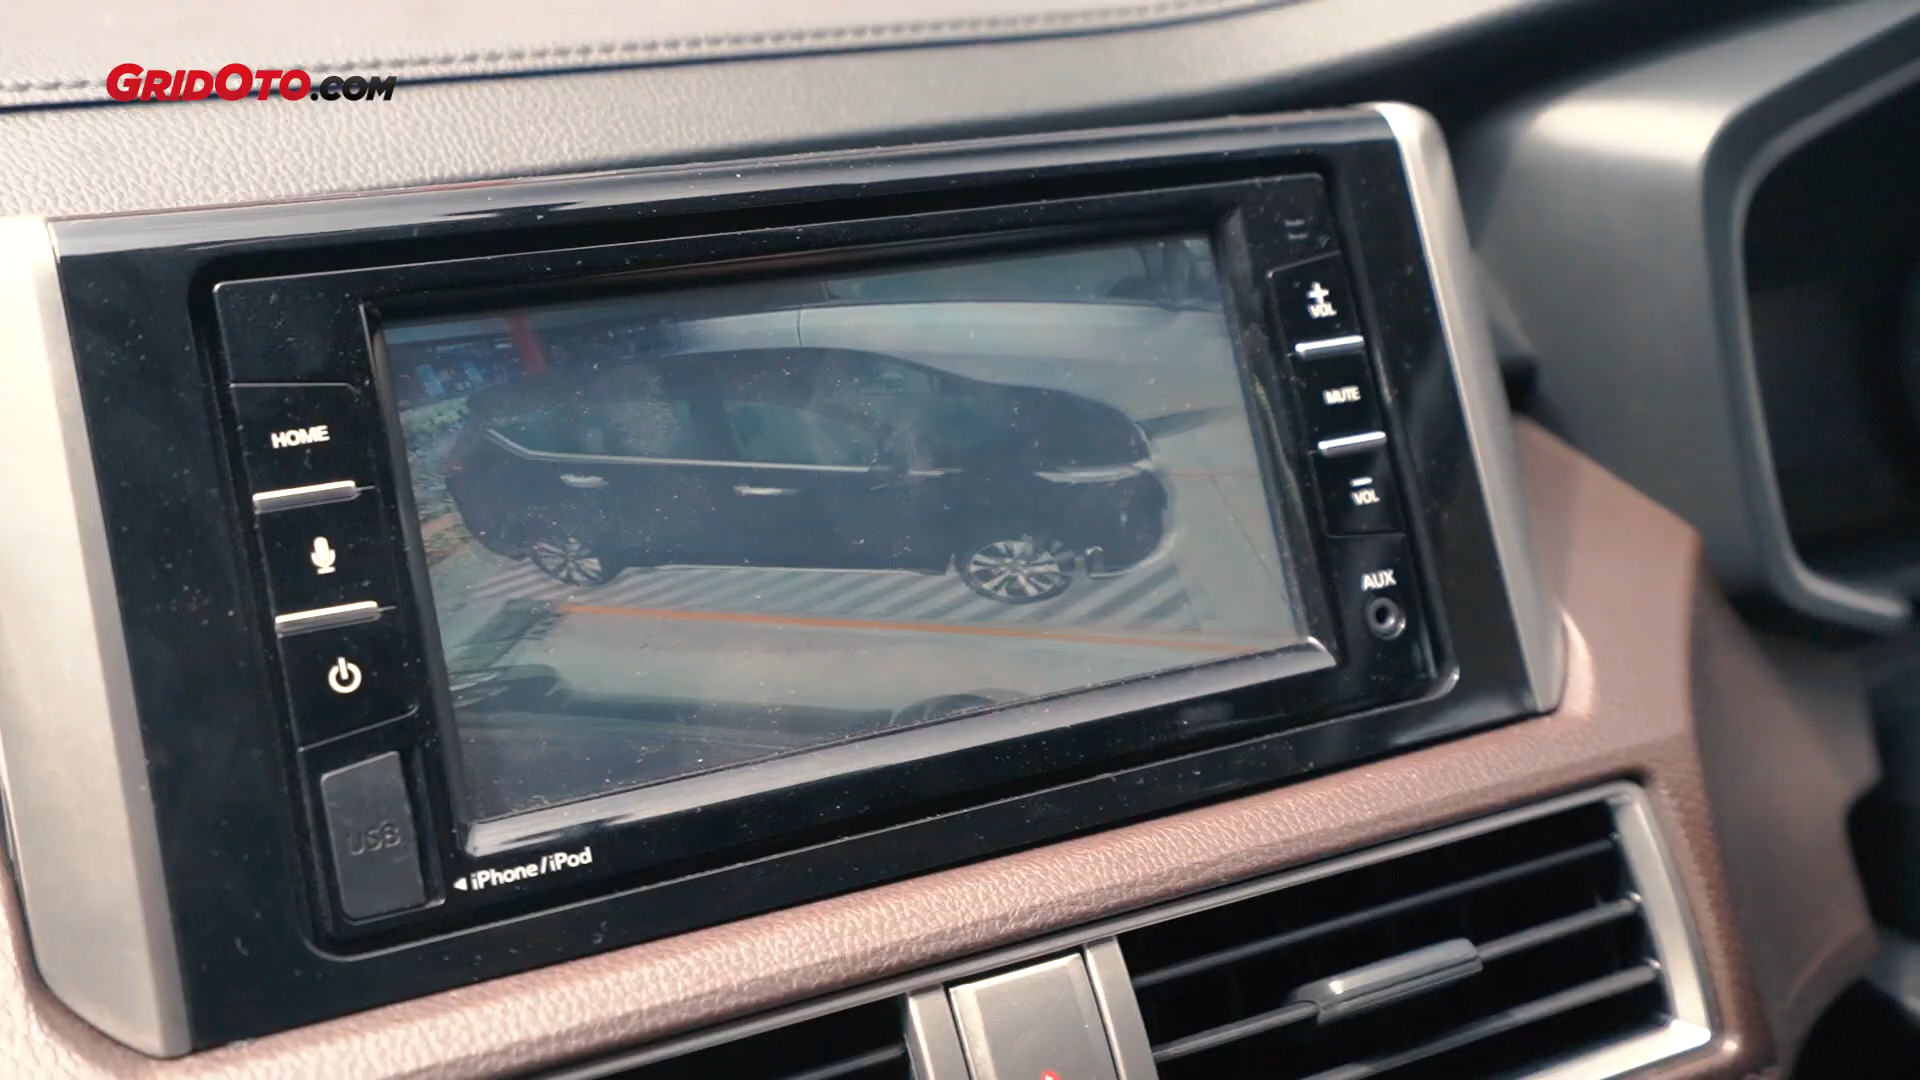 GRIDOTO.COM
HOME
USB
iPhone/iPod
+
VOL
MUTE
-
VOL
AUX